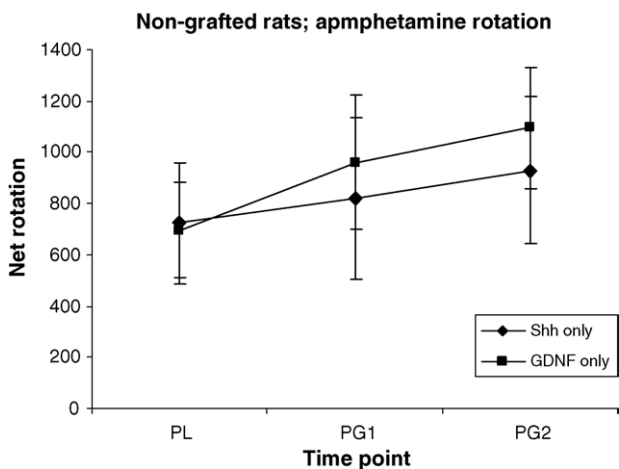 Non-grafted rats; apmphetamine rotation
1400
1200
1000
800
600
400
200
0
Net rotation
PL
PG1
PG2
Time point
Shh only
GDNF only